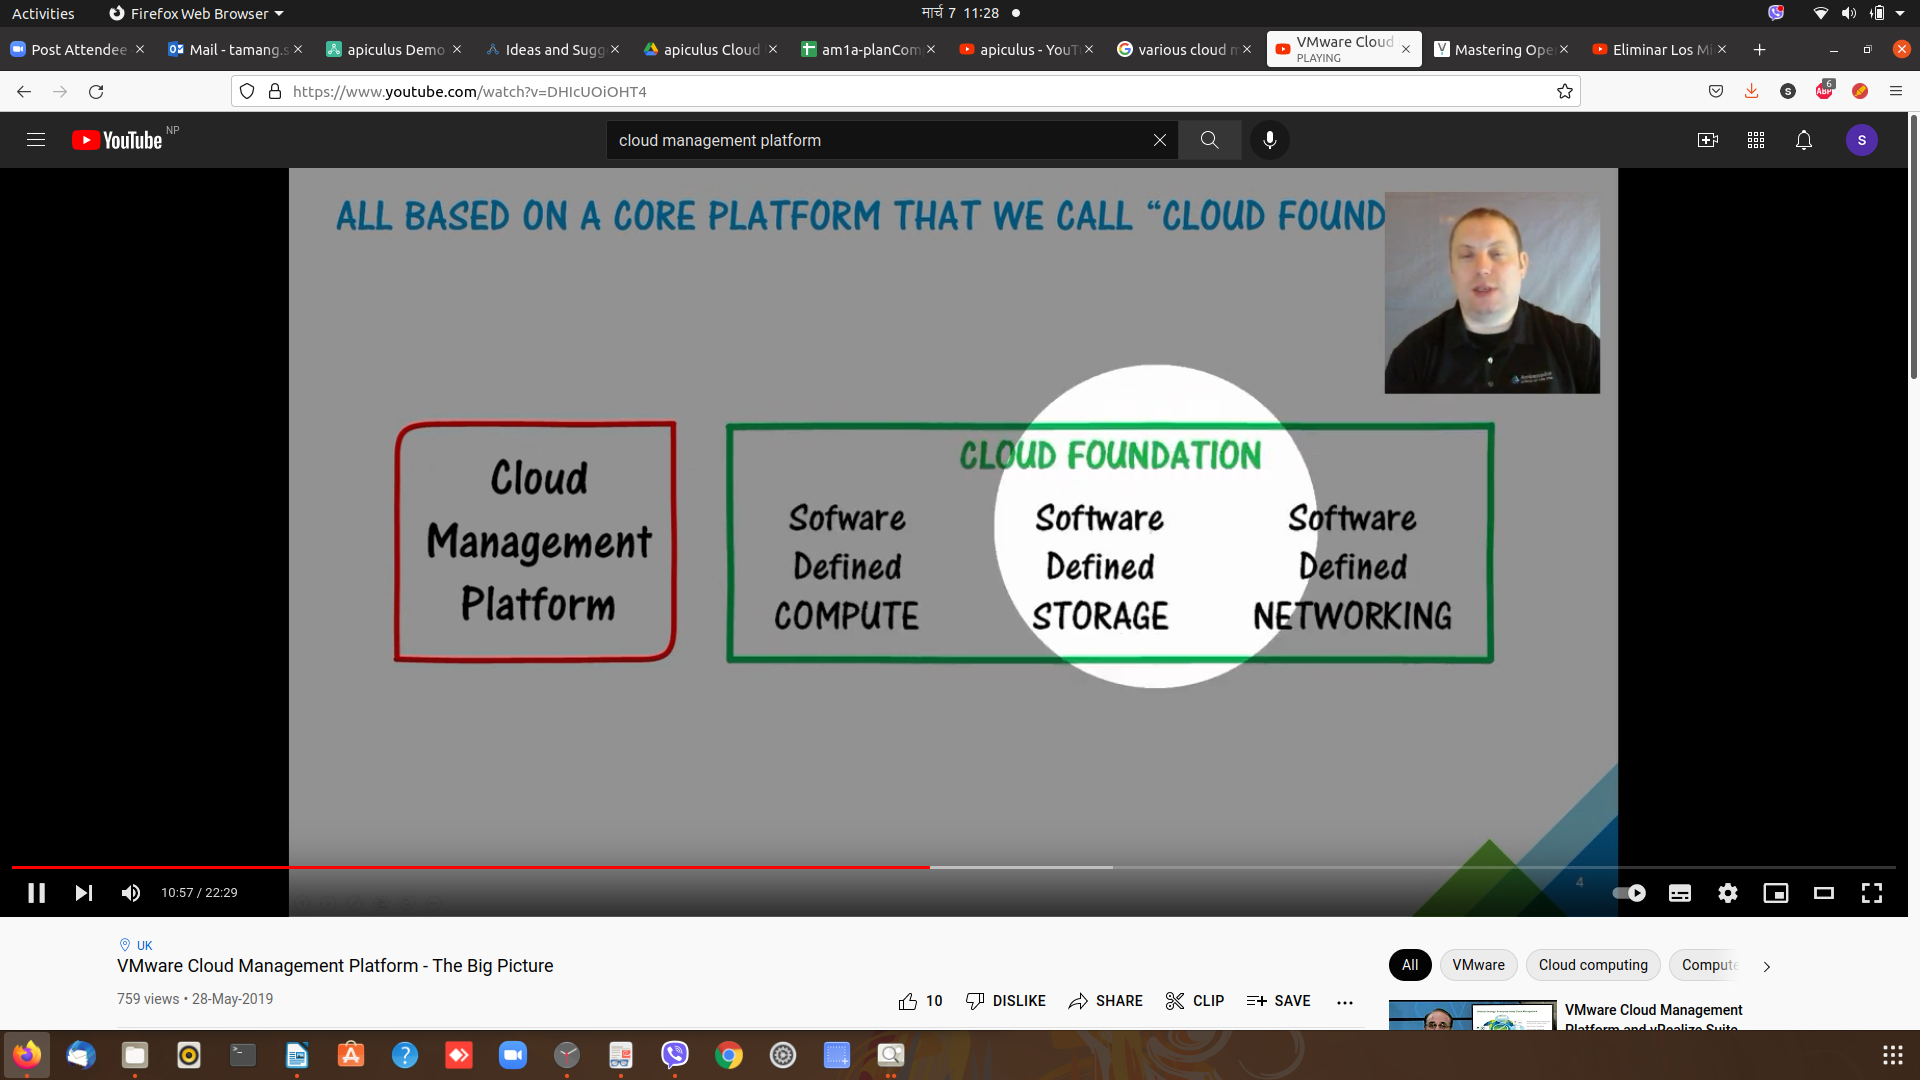 Activities Firefox Web Browser मार्च 7 11:28
Post Attendee Mail - tamang.s apiculus Demo Ideas and Sugg apiculus Cloud am1a-planCom apiculus - YouT various cloud m VMware Cloud Mastering Ope Eliminar Los Mi
PLAYING
https://www.youtube.com/watch?v=DHIcUOiOHT4
S ABP 6
YouTube NP cloud management platform S
ALL BASED ON A CORE PLATFORM THAT WE CALL “CLOUD FOUND
Cloud
Management
Platform
CLOUD FOUNDATION
Sofware
Defined
COMPUTE
Software
Defined
STORAGE
Software
Defined
NETWORKING
4
10:57 / 22:29
UK
VMware Cloud Management Platform - The Big Picture
759 views • 28-May-2019
10 DISLIKE SHARE CLIP SAVE
All VMware Cloud computing Compute
VMware Cloud Management
Platform and vRealize Suite